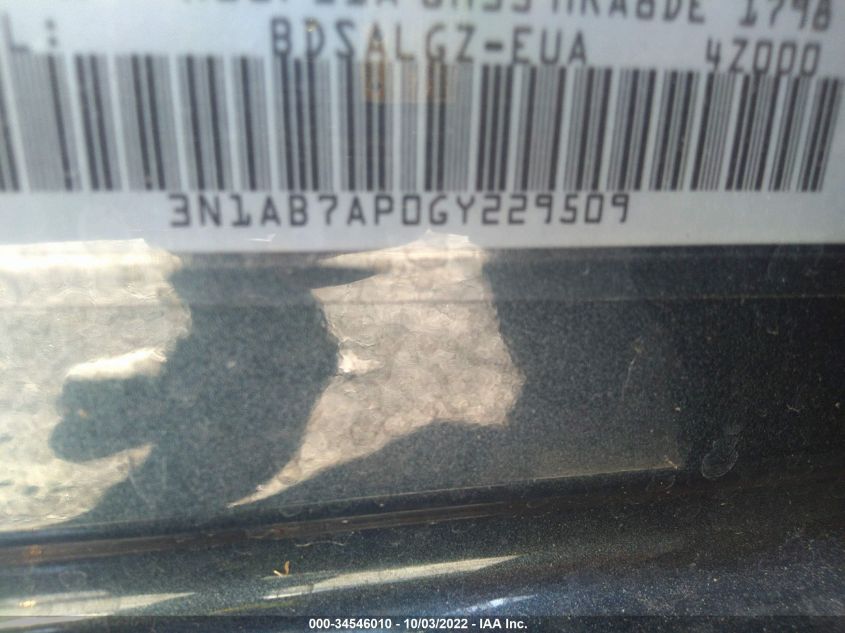 L:
BDSALGZ-EUA 4Z000
3N1AB7AP0GY229509
000-34546010 - 10/03/2022 - IAA Inc.